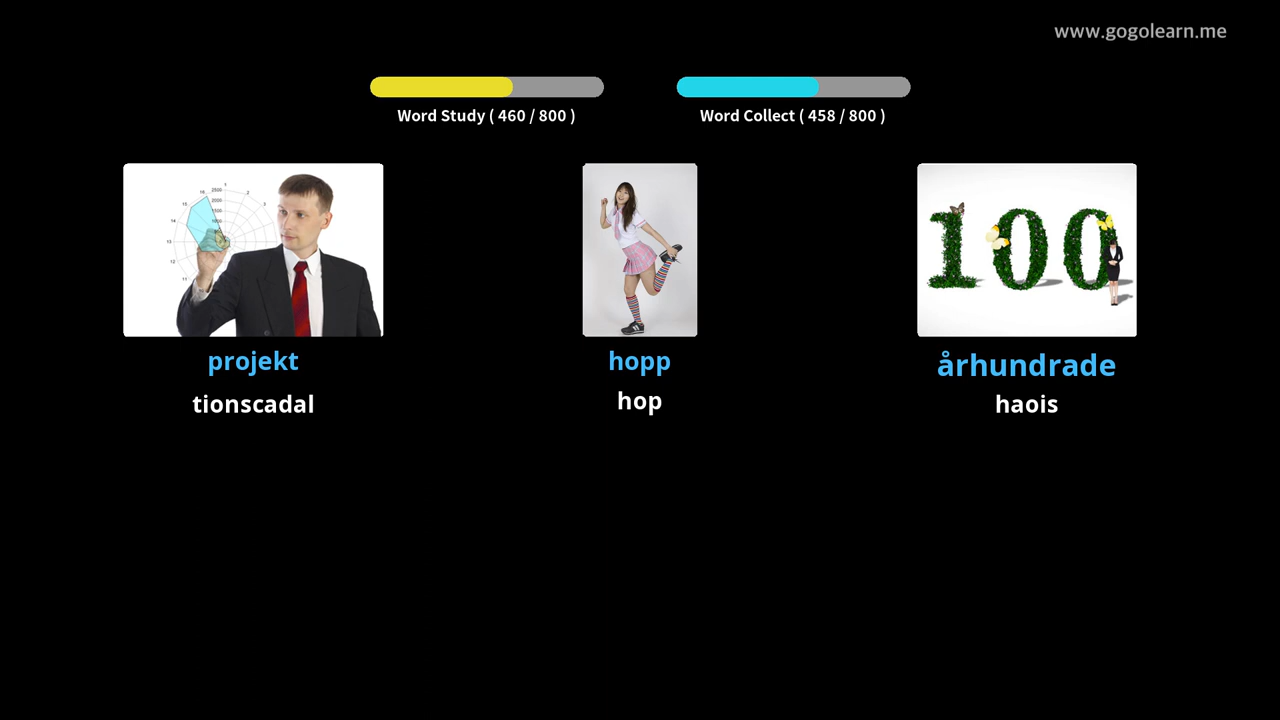 www.gogolearn.me
Word Study ( 460 / 800 )
Word Collect ( 458 / 800 )
projekt
hopp
århundrade
tionscadal
hop
haois